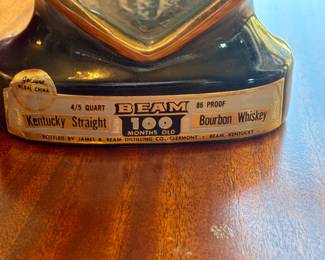 REGAL CHINA
4/5 QUART BEAM 86 PROOF
Kentucky Straight 100 Bourbon Whiskey
MONTHS OLD
BOTTLED BY JAMES B. BEAM DISTILLING CO., CLERMONT, - BEAM, KENTUCKY